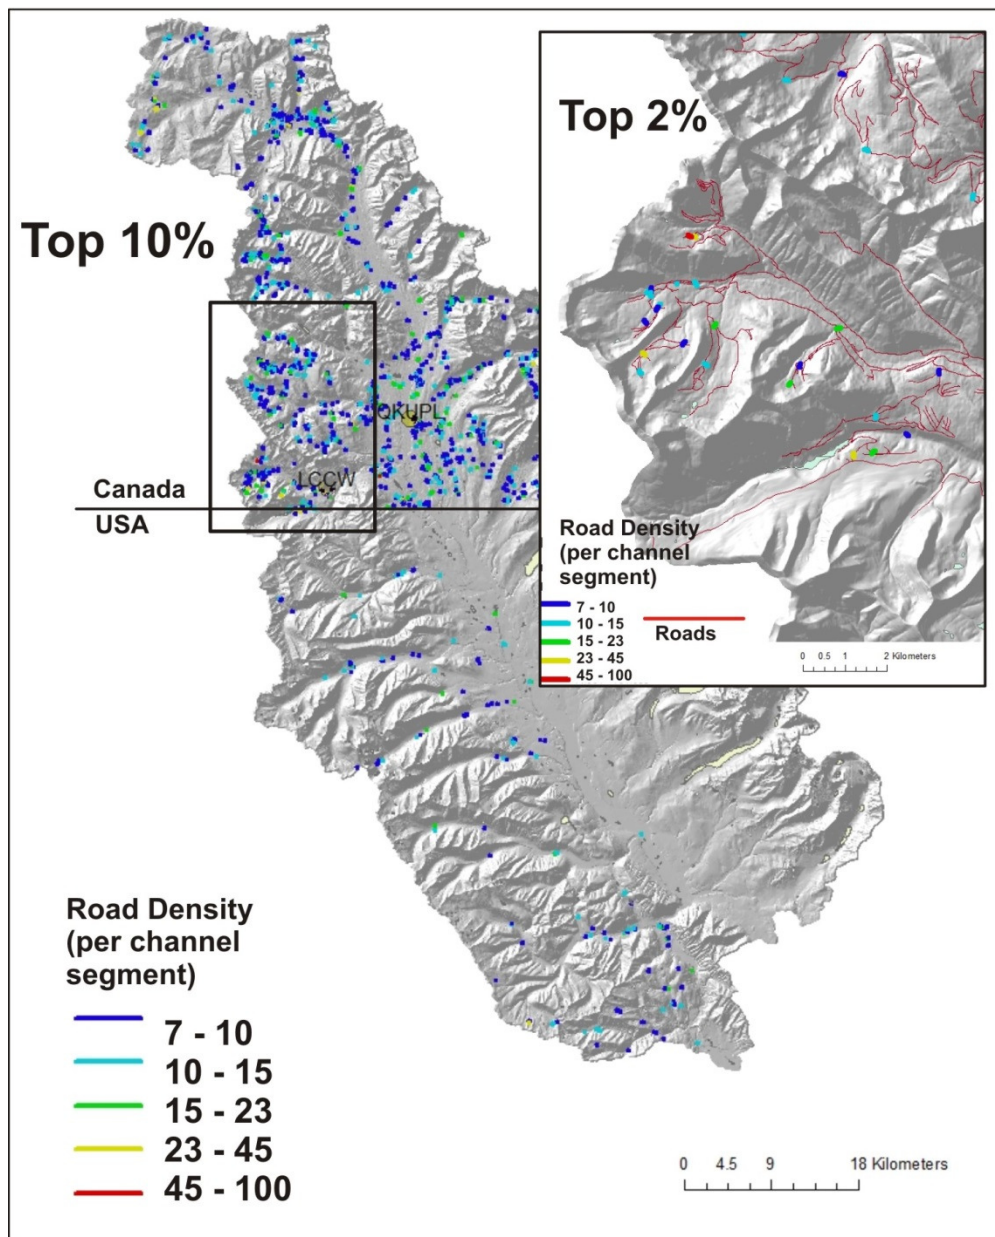 Top 10%
QKUPL
LCCW
Canada
USA
Top 2%
Road Density
(per channel
segment)
7 - 10
10 - 15
15 - 23
23 - 45
45 - 100
Roads
0 0.5 1 2 Kilometers
Road Density
(per channel
segment)
7 - 10
10 - 15
15 - 23
23 - 45
45 - 100
0 4.5 9 18 Kilometers